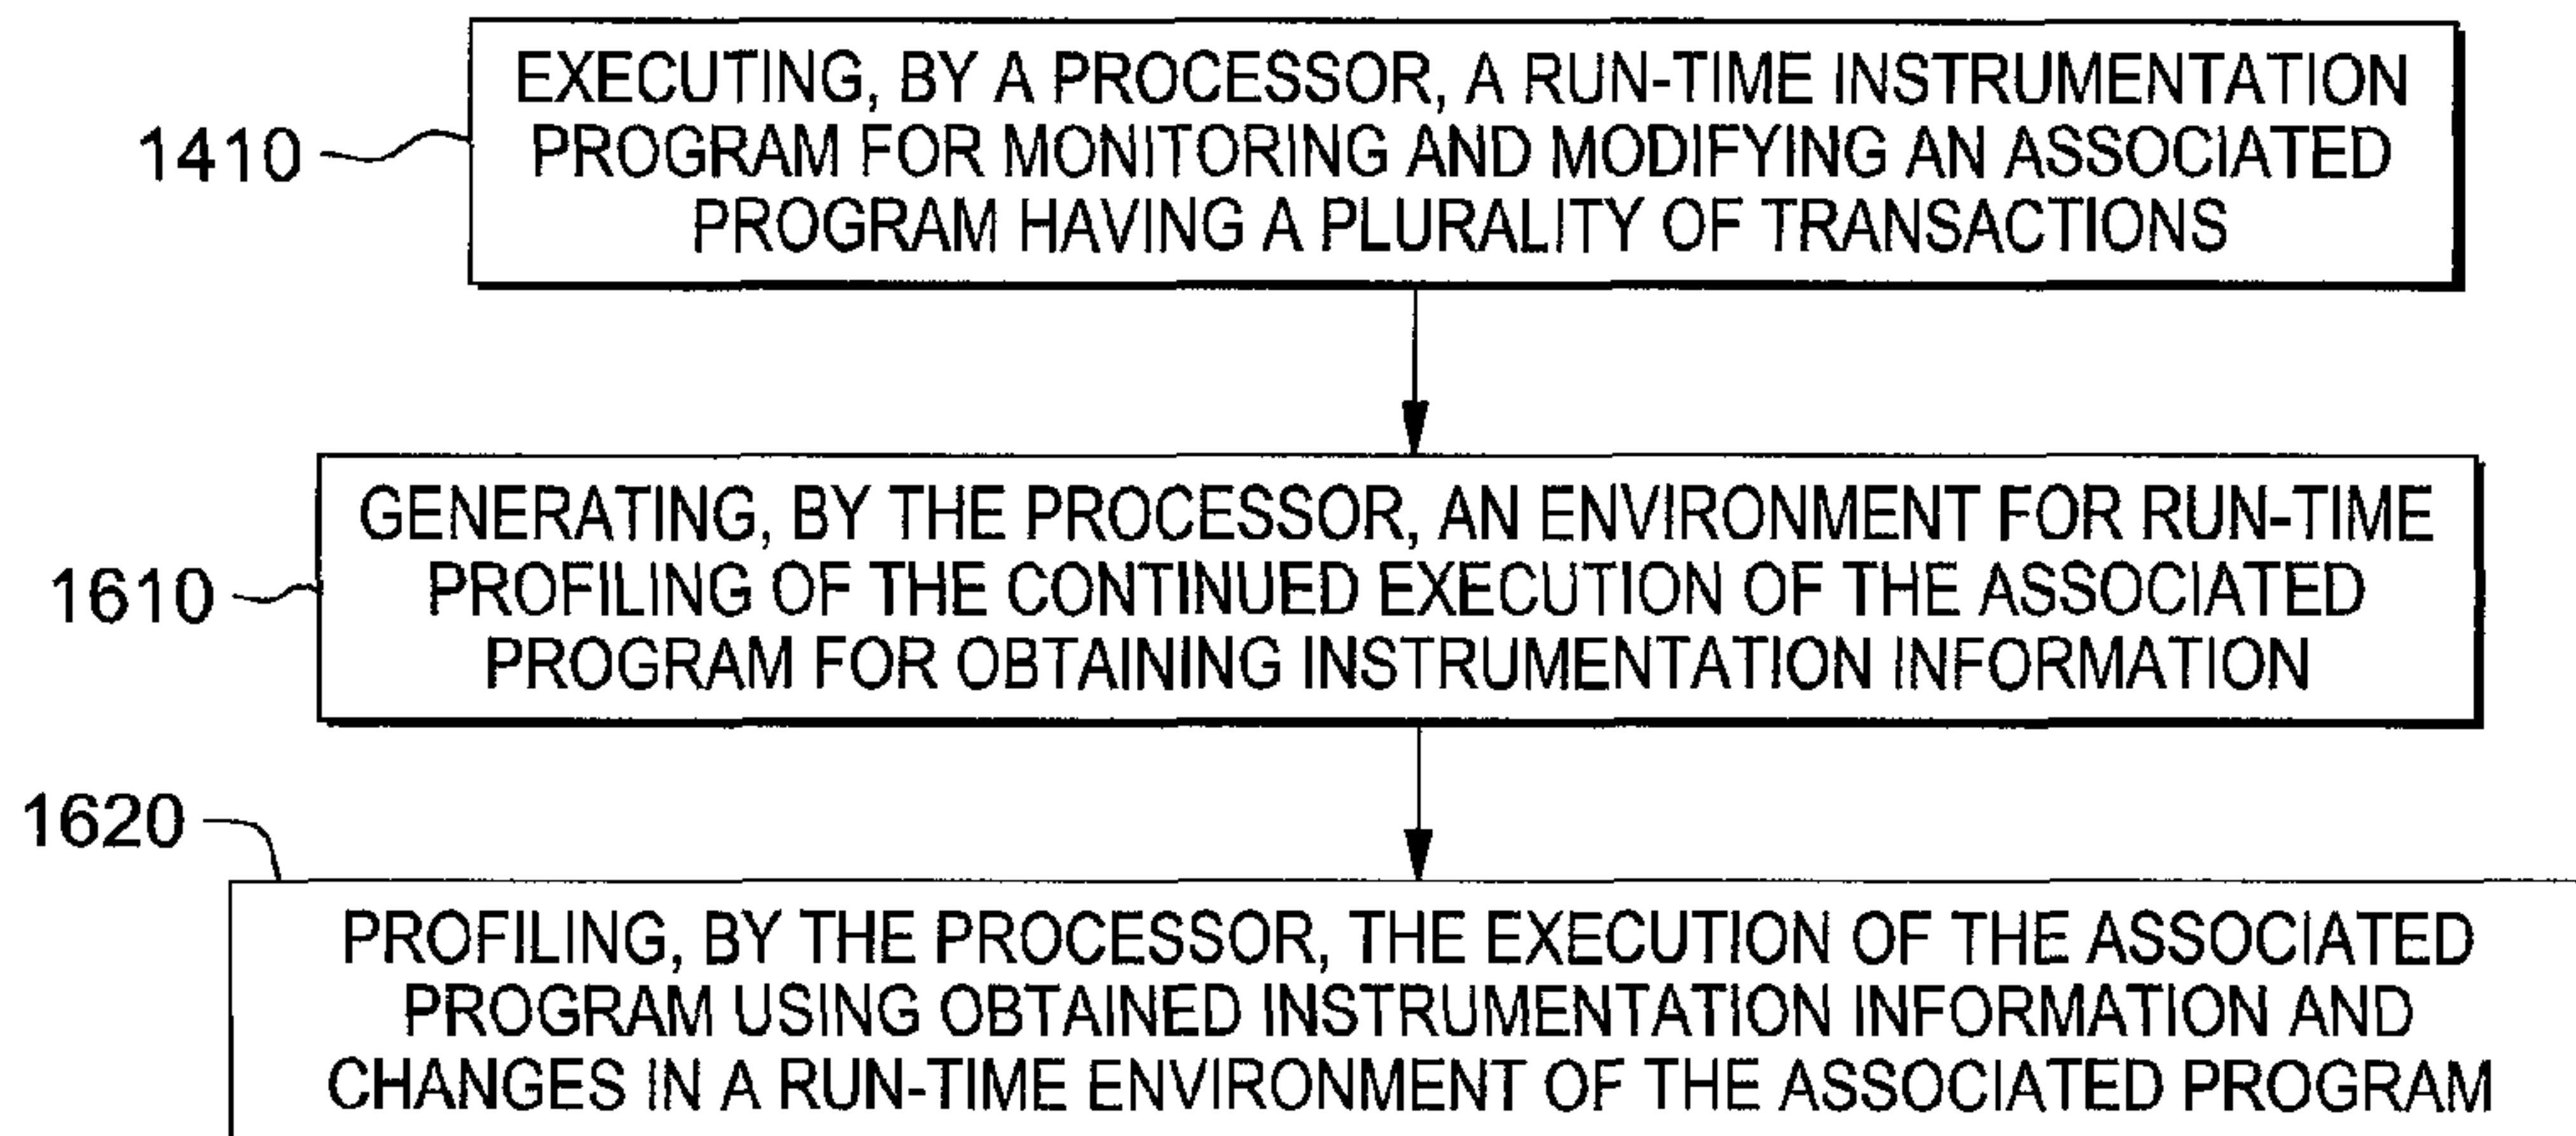 EXECUTING, BY A PROCESSOR, A RUN-TIME INSTRUMENTATION
1410
PROGRAM FOR MONITORING AND MODIFYING AN ASSOCIATED
PROGRAM HAVING A PLURALITY OF TRANSACTIONS
GENERATING, BY THE PROCESSOR, AN ENVIRONMENT FOR RUN-TIME
1610
PROFILING OF THE CONTINUED EXECUTION OF THE ASSOCIATED
PROGRAM FOR OBTAINING INSTRUMENTATION INFORMATION
1620
PROFILING, BY THE PROCESSOR, THE EXECUTION OF THE ASSOCIATED
PROGRAM USING OBTAINED INSTRUMENTATION INFORMATION AND
CHANGES IN A RUN-TIME ENVIRONMENT OF THE ASSOCIATED PROGRAM